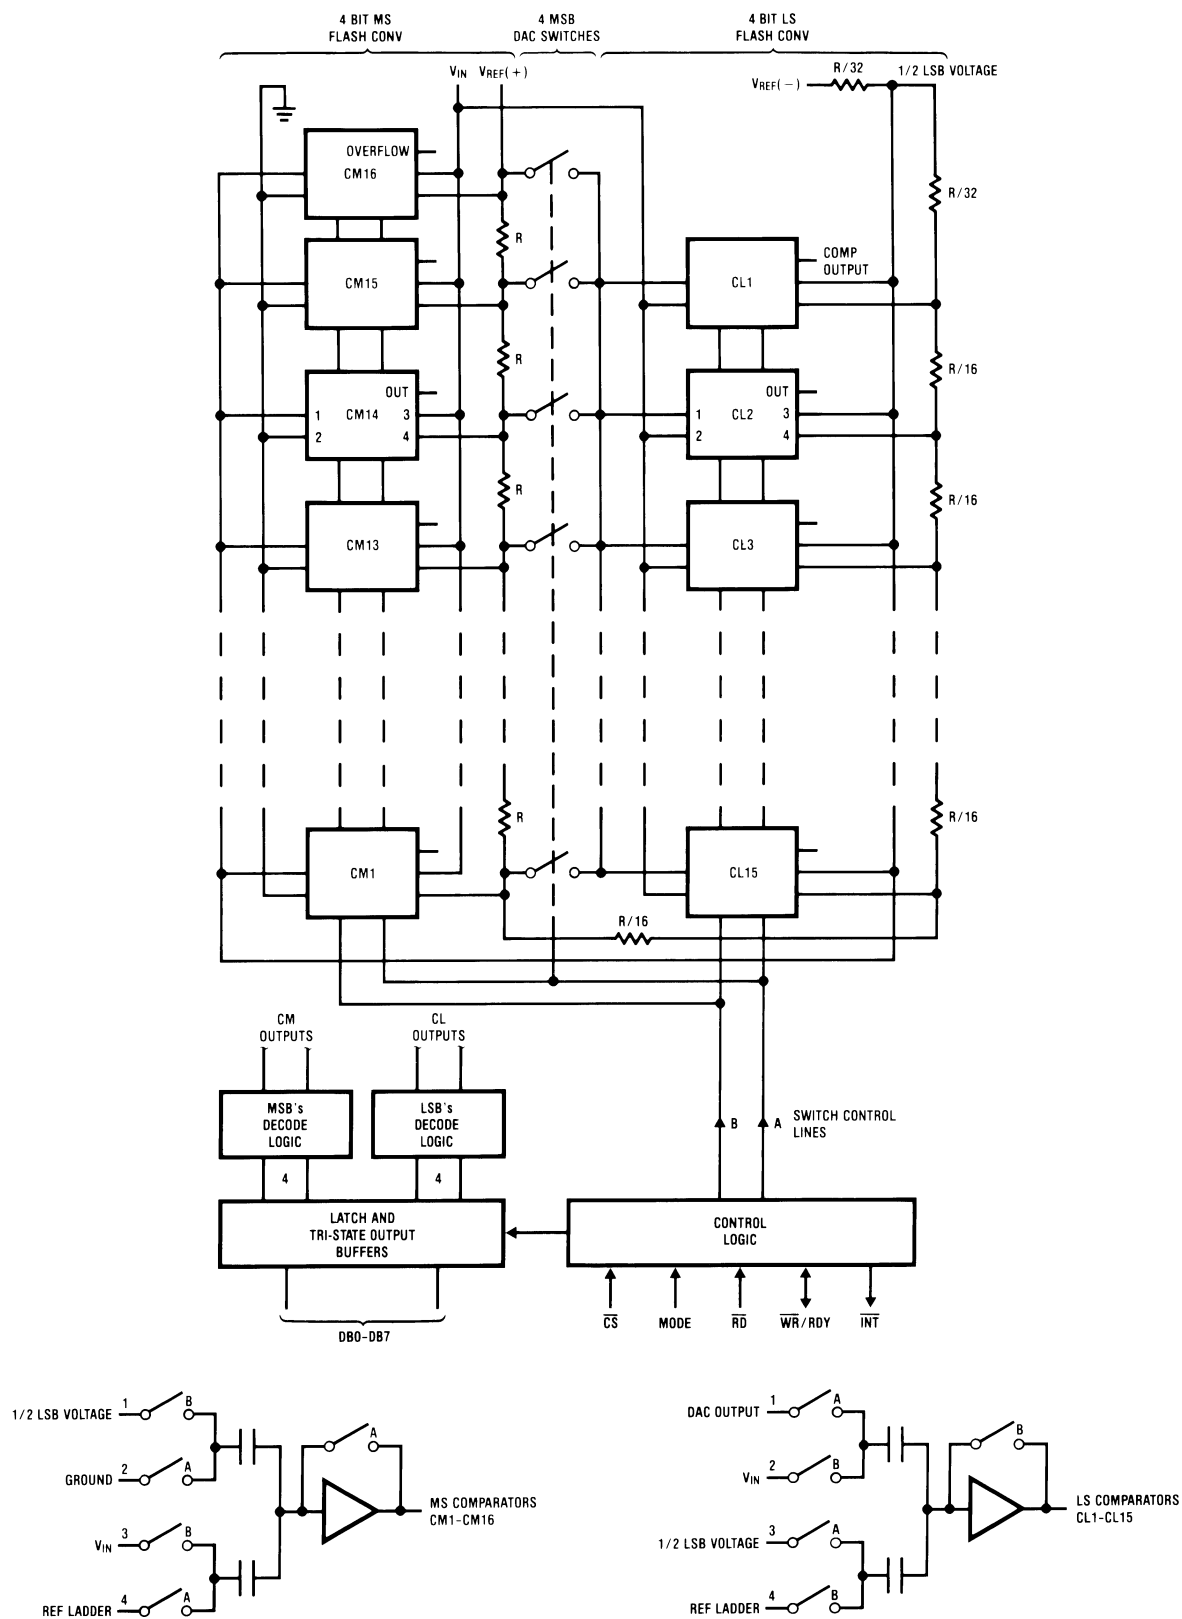 4 BIT MS
FLASH CONV
4 MSB
DAC SWITCHES
4 BIT LS
FLASH CONV
VIN
VREF(+)
VREF(−)
R/32
1/2 LSB VOLTAGE
OVERFLOW
CM16
R/32
R
CM15
CL1
COMP
OUTPUT
R
R/16
OUT
1
CM14
3
2
4
OUT
1
CL2
3
2
4
R
R/16
CM13
CL3
R
R/16
CM1
CL15
R/16
CM
OUTPUTS
CL
OUTPUTS
MSB's
DECODE
LOGIC
LSB's
DECODE
LOGIC
B
A
SWITCH CONTROL
LINES
4
4
LATCH AND
TRI-STATE OUTPUT
BUFFERS
CONTROL
LOGIC
C̅S̅
MODE
R̅D̅
W̅R̅/RDY
I̅N̅T̅
DB0–DB7
1/2 LSB VOLTAGE
1
B
GROUND
2
A
A
MS COMPARATORS
CM1–CM16
VIN
3
B
REF LADDER
4
A
DAC OUTPUT
1
A
VIN
2
B
B
LS COMPARATORS
CL1–CL15
1/2 LSB VOLTAGE
3
A
REF LADDER
4
B